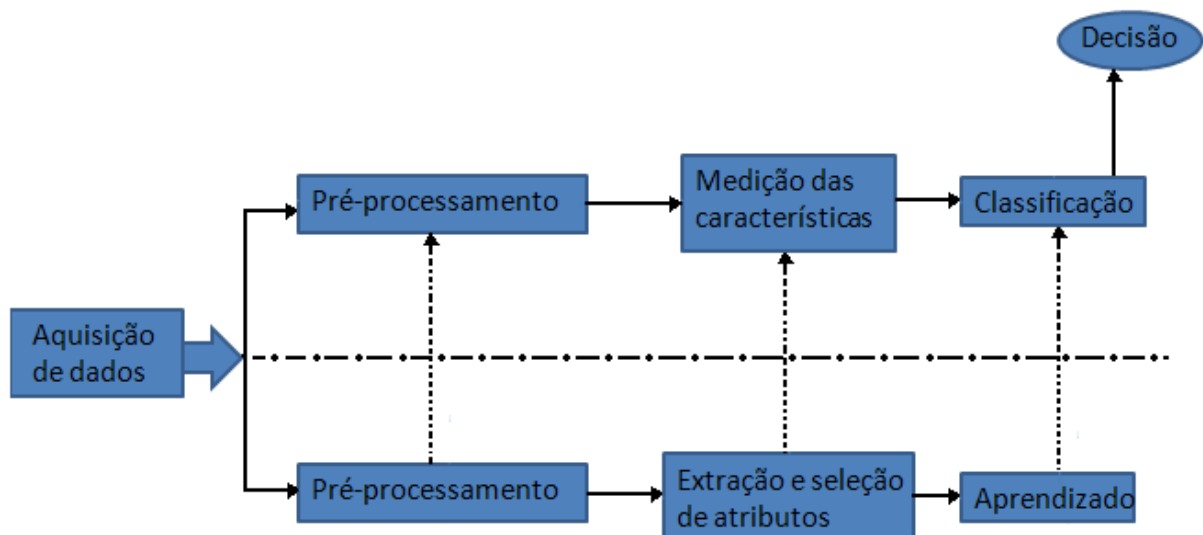 Decisão
Pré-processamento
Medição das
características
Classificação
Aquisição
de dados
Pré-processamento
Extração e seleção
de atributos
Aprendizado